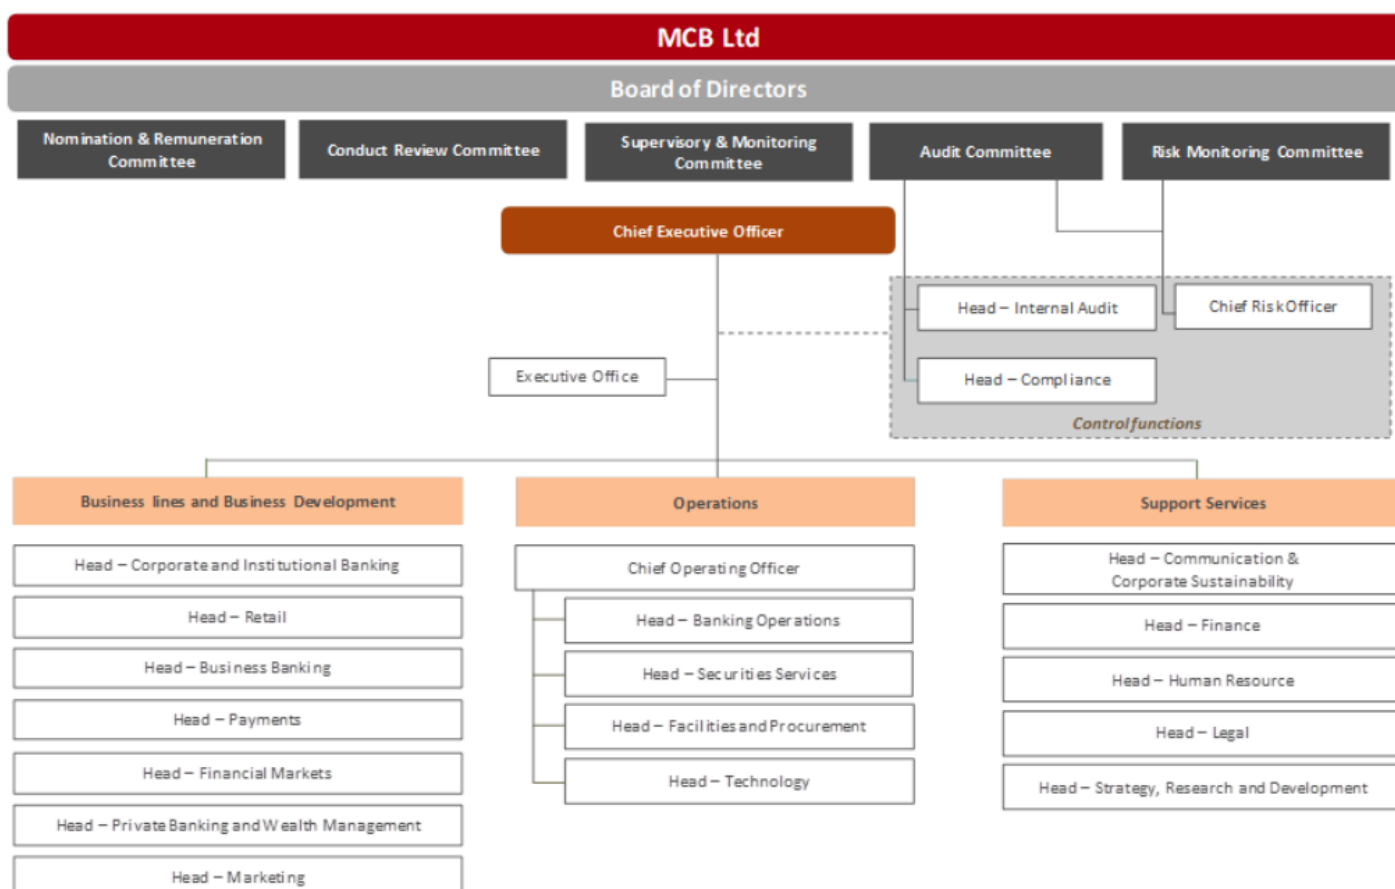 MCB Ltd
Board of Directors
Nomination & Remuneration
Committee
Conduct Review Committee
Supervisory & Monitoring
Committee
Audit Committee
Risk Monitoring Committee
Chief Executive Officer
Head – Internal Audit
Chief Risk Officer
Executive Office
Head – Compliance
Control functions
Business lines and Business Development
Head – Corporate and Institutional Banking
Head – Retail
Head – Business Banking
Head – Payments
Head – Financial Markets
Head – Private Banking and Wealth Management
Head – Marketing
Operations
Chief Operating Officer
Head – Banking Operations
Head – Securities Services
Head – Facilities and Procurement
Head – Technology
Support Services
Head – Communication &
Corporate Sustainability
Head – Finance
Head – Human Resource
Head – Legal
Head – Strategy, Research and Development